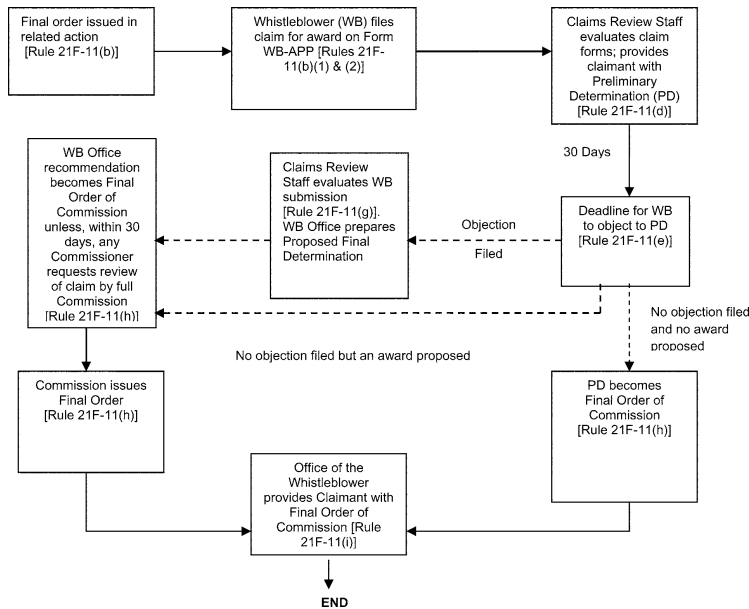 Final order issued in
related action
[Rule 21F-11(b)]
Whistleblower (WB) files
claim for award on Form
WB-APP [Rules 21F-
11(b)(1) & (2)]
Claims Review Staff
evaluates claim
forms; provides
claimant with
Preliminary
Determination (PD)
[Rule 21F-11(d)]
30 Days
WB Office
recommendation
becomes Final
Order of
Commission
unless, within 30
days, any
Commissioner
requests review
of claim by full
Commission
[Rule 21F-11(h)]
Claims Review
Staff evaluates WB
submission
[Rule 21F-11(g)].
WB Office prepares
Proposed Final
Determination
Objection
Filed
Deadline for WB
to object to PD
[Rule 21F-11(e)]
No objection filed
and no award
proposed
No objection filed but an award proposed
Commission issues
Final Order
[Rule 21F-11(h)]
PD becomes
Final Order of
Commission
[Rule 21F-11(h)]
Office of the
Whistleblower
provides Claimant with
Final Order of
Commission [Rule
21F-11(i)]
END